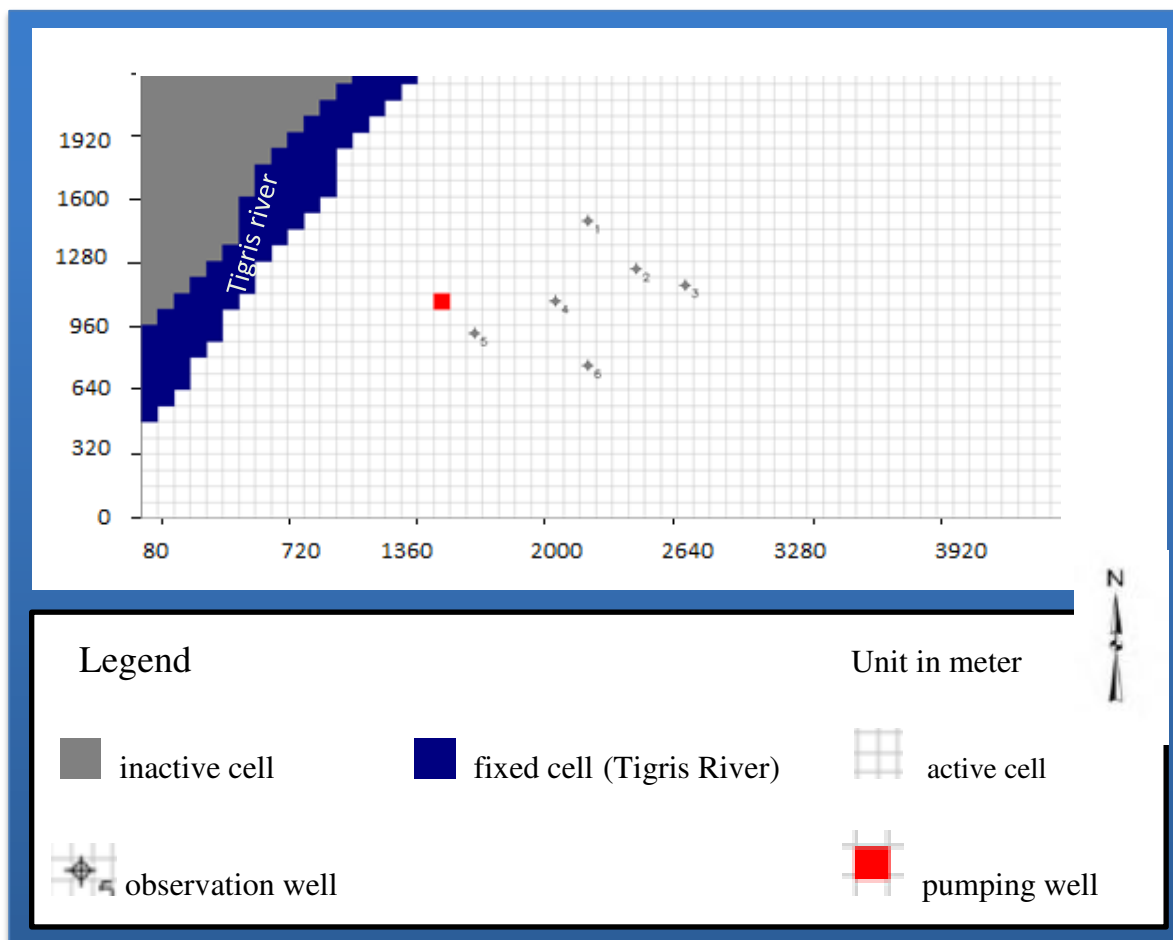 1920
1600
1280
960
640
320
0
Tigris river
1
2
3
4
5
6
80 720 1360 2000 2640 3280 3920
N
Legend
Unit in meter
inactive cell
fixed cell (Tigris River)
active cell
5 observation well
pumping well